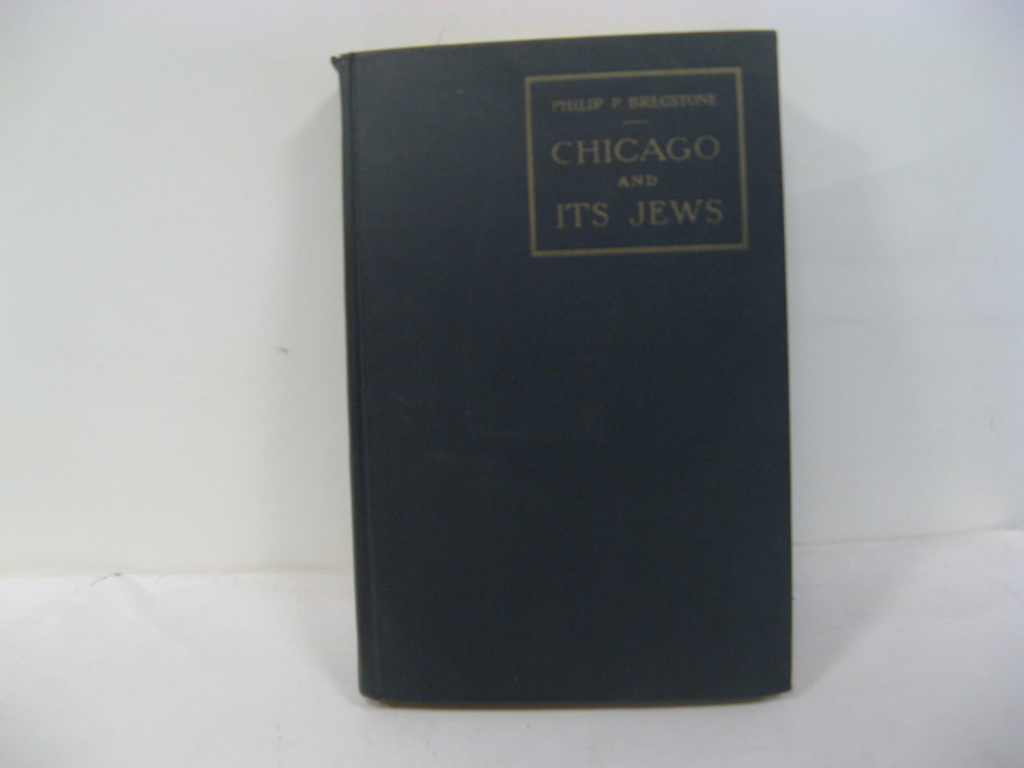 PHILIP P. BREGSTONE
CHICAGO
AND
ITS JEWS